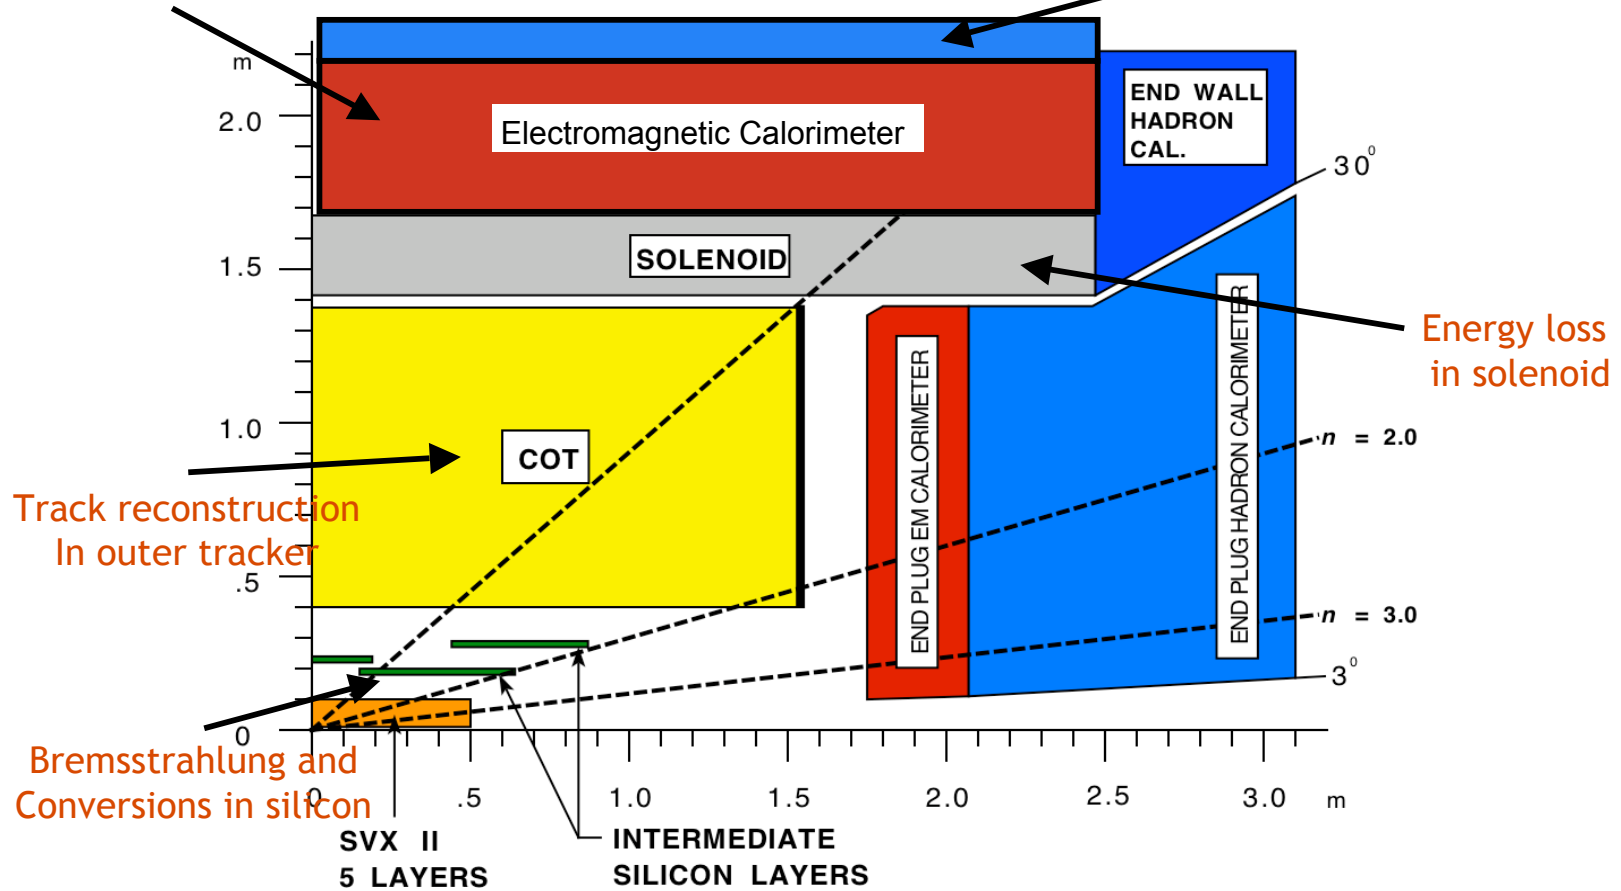 m
2.0
1.5
1.0
.5
0
Electromagnetic Calorimeter
END WALL
HADRON
CAL.
30⁰
SOLENOID
Energy loss
in solenoid
COT
Track reconstruction
In outer tracker
END PLUG EM CALORIMETER
END PLUG HADRON CALORIMETER
n = 2.0
n = 3.0
3⁰
Bremsstrahlung and
Conversions in silicon
0 .5 1.0 1.5 2.0 2.5 3.0 m
SVX II
5 LAYERS
INTERMEDIATE
SILICON LAYERS